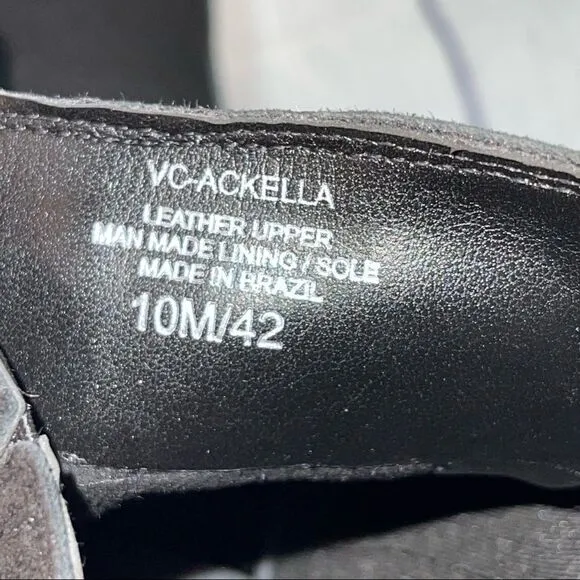 VC-ACKELLA
LEATHER UPPER
MAN MADE LINING / SOLE
MADE IN BRAZIL
10M/42